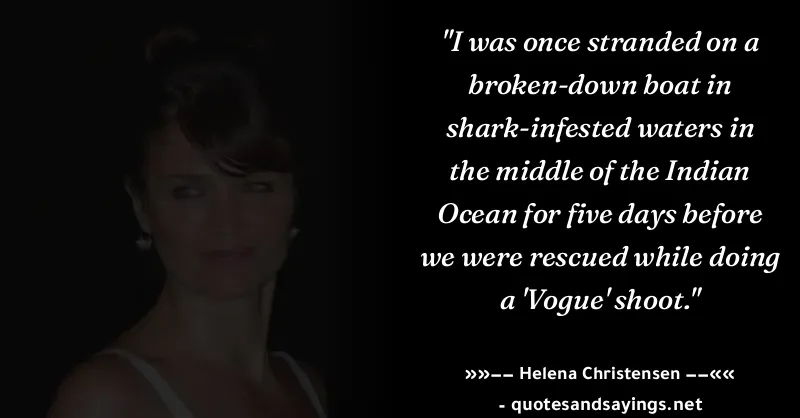 "I was once stranded on a
broken-down boat in
shark-infested waters in
the middle of the Indian
Ocean for five days before
we were rescued while doing
a 'Vogue' shoot."
»»−− Helena Christensen −−««
- quotesandsayings.net